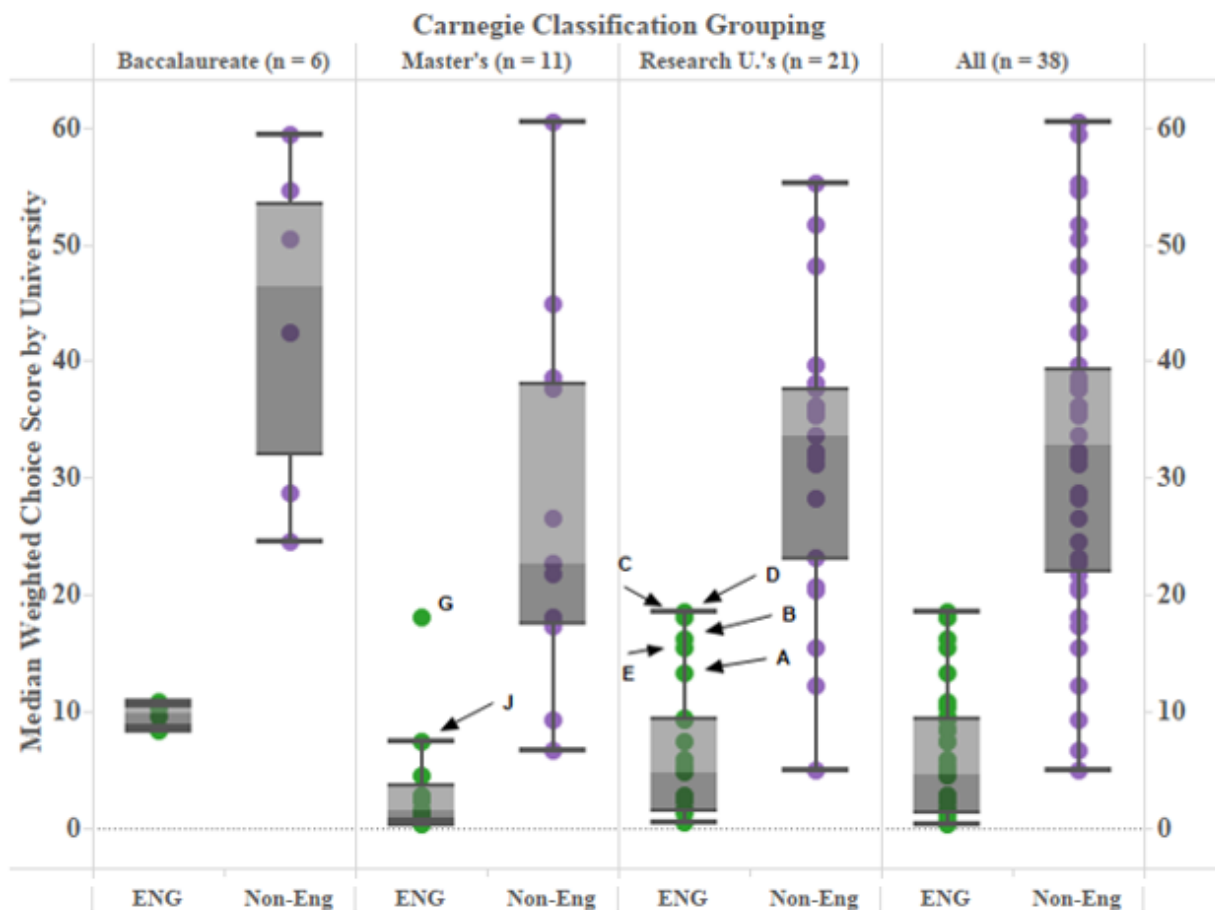 Carnegie Classification Grouping
Baccalaureate (n = 6) Master's (n = 11) Research U.'s (n = 21) All (n = 38)
Median Weighted Choice Score by University
60 60
50 50
40 40
30 30
C D
20 G 20
B
E A
10 J 10
0 0
ENG Non-Eng ENG Non-Eng ENG Non-Eng ENG Non-Eng